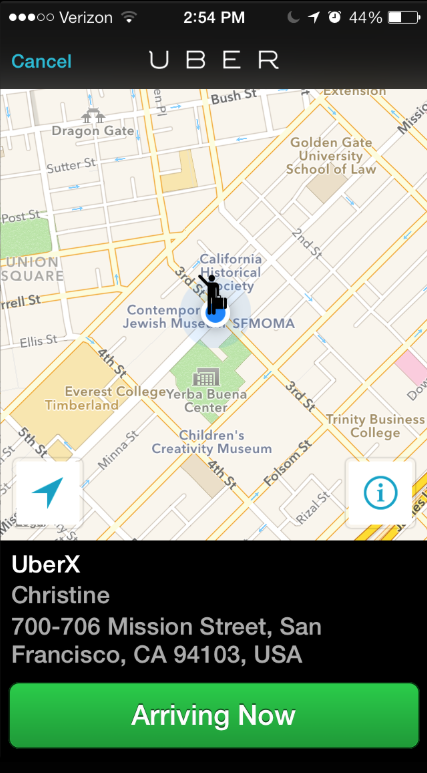 Verizon 2:54 PM 44%
Cancel UBER
Extension
Bush St
Mission
Dragon Gate
Golden Gate
University
School of Law
Sutter St
Post St
2nd St
UNION
SQUARE
California
Historical
Society
3rd St
Contempor
Jewish Museum SFMOMA
rrell St
Ellis St
4th St
Everest College
Timberland
Yerba Buena
Center
3rd St
Dow
Trinity Business
College
5th St
Minna St
Children's
Creativity Museum
4th St
Folsom St
Rizal St
UberX
Christine
700-706 Mission Street, San
Francisco, CA 94103, USA
Arriving Now